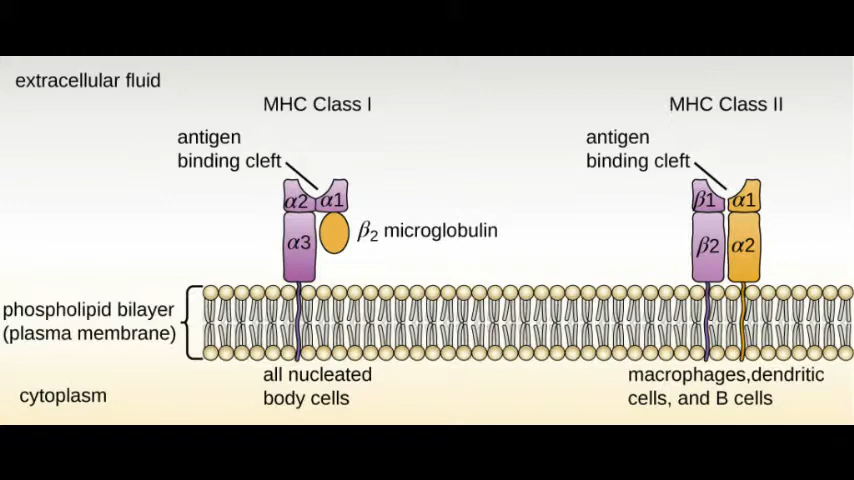 extracellular fluid
MHC Class I
MHC Class II
antigen
binding cleft
antigen
binding cleft
α2 α1
β1 α1
α3
β2 microglobulin
β2 α2
phospholipid bilayer
(plasma membrane)
all nucleated
body cells
macrophages,dendritic
cells, and B cells
cytoplasm